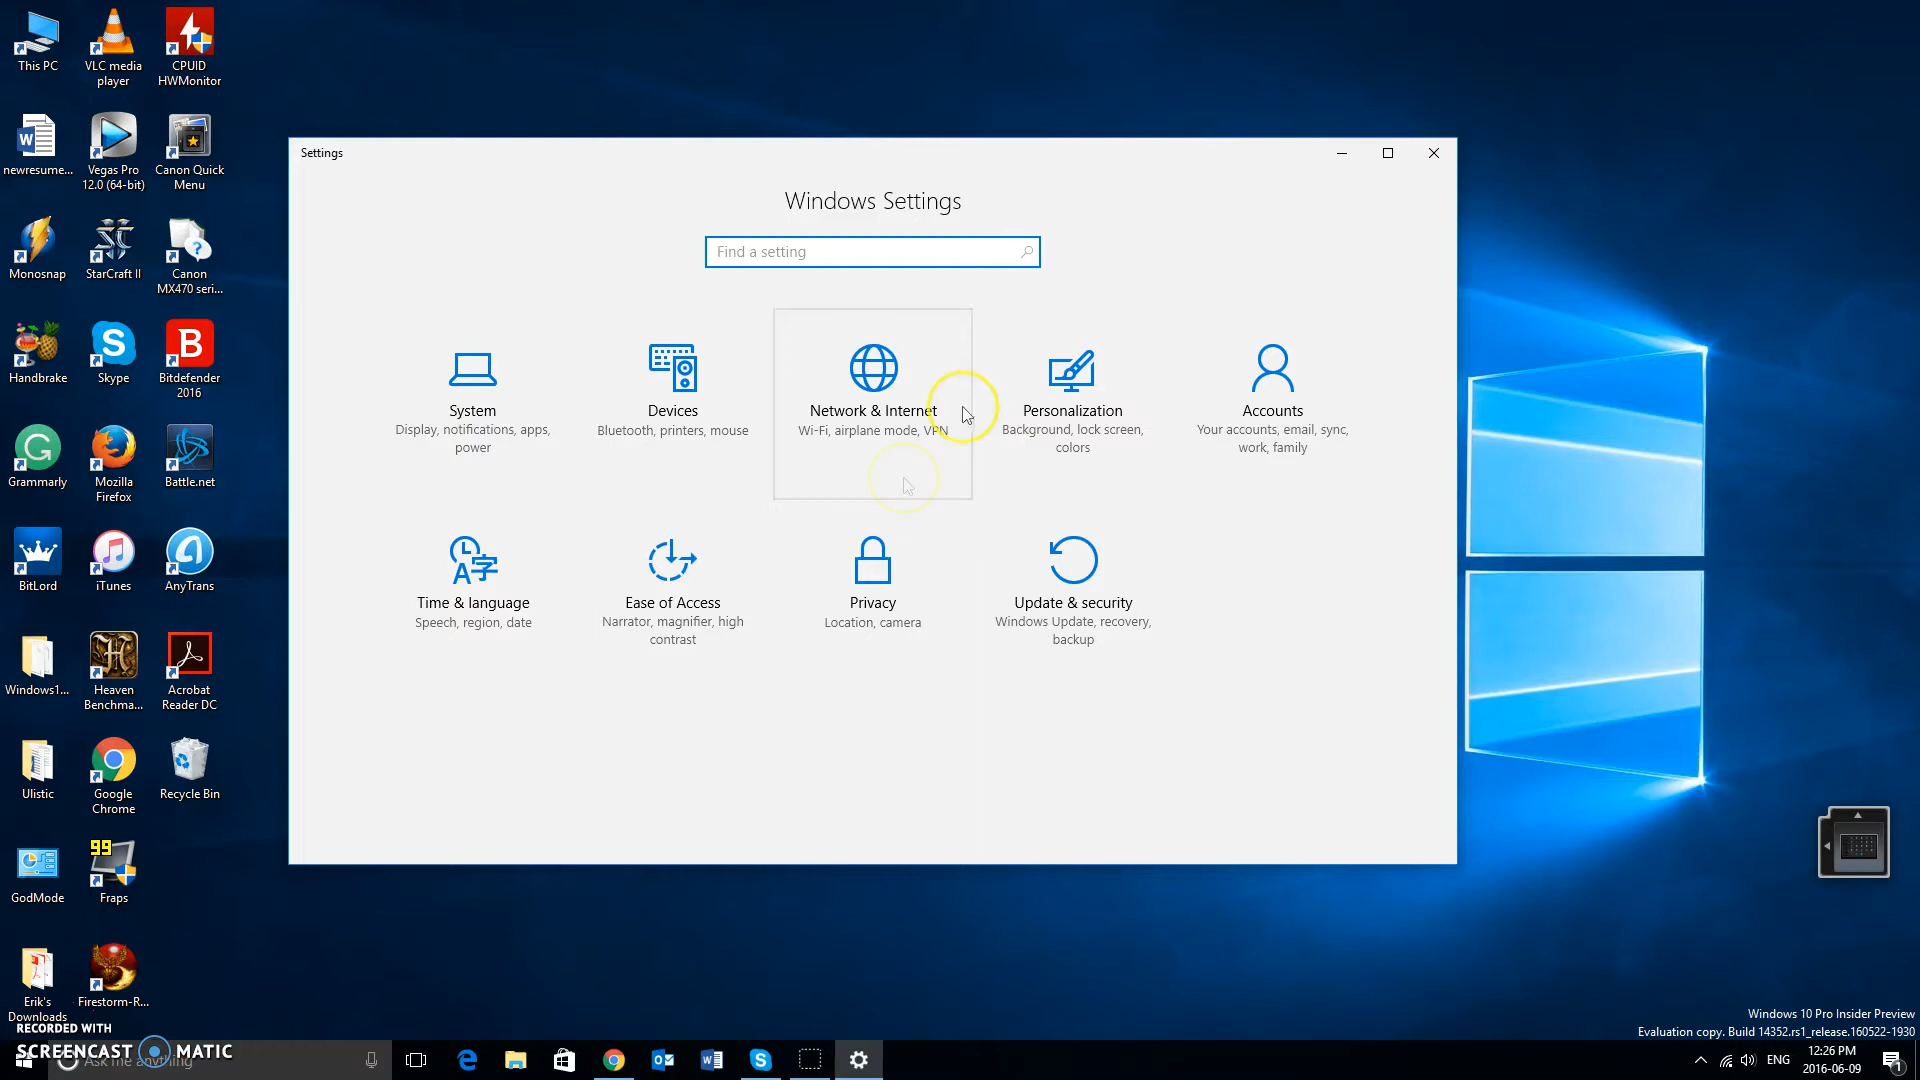 This PC
VLC media
player
CPUID
HWMonitor
newresume...
Vegas Pro
12.0 (64-bit)
Canon Quick
Menu
Monosnap
StarCraft II
Canon
MX470 seri...
Handbrake
Skype
Bitdefender
2016
Grammarly
Mozilla
Firefox
Battle.net
BitLord
iTunes
AnyTrans
Windows1...
Heaven
Benchma...
Acrobat
Reader DC
Ulistic
Google
Chrome
Recycle Bin
GodMode
99
Fraps
Erik's
Downloads
Firestorm-R...
Settings
Windows Settings
Find a setting
System
Display, notifications, apps,
power
Devices
Bluetooth, printers, mouse
Network & Internet
Wi-Fi, airplane mode, VPN
Personalization
Background, lock screen,
colors
Accounts
Your accounts, email, sync,
work, family
Time & language
Speech, region, date
Ease of Access
Narrator, magnifier, high
contrast
Privacy
Location, camera
Update & security
Windows Update, recovery,
backup
Windows 10 Pro Insider Preview
Evaluation copy. Build 14352.rs1_release.160522-1930
RECORDED WITH
SCREENCAST MATIC
Ask me anything
ENG
12:26 PM
2016-06-09
1